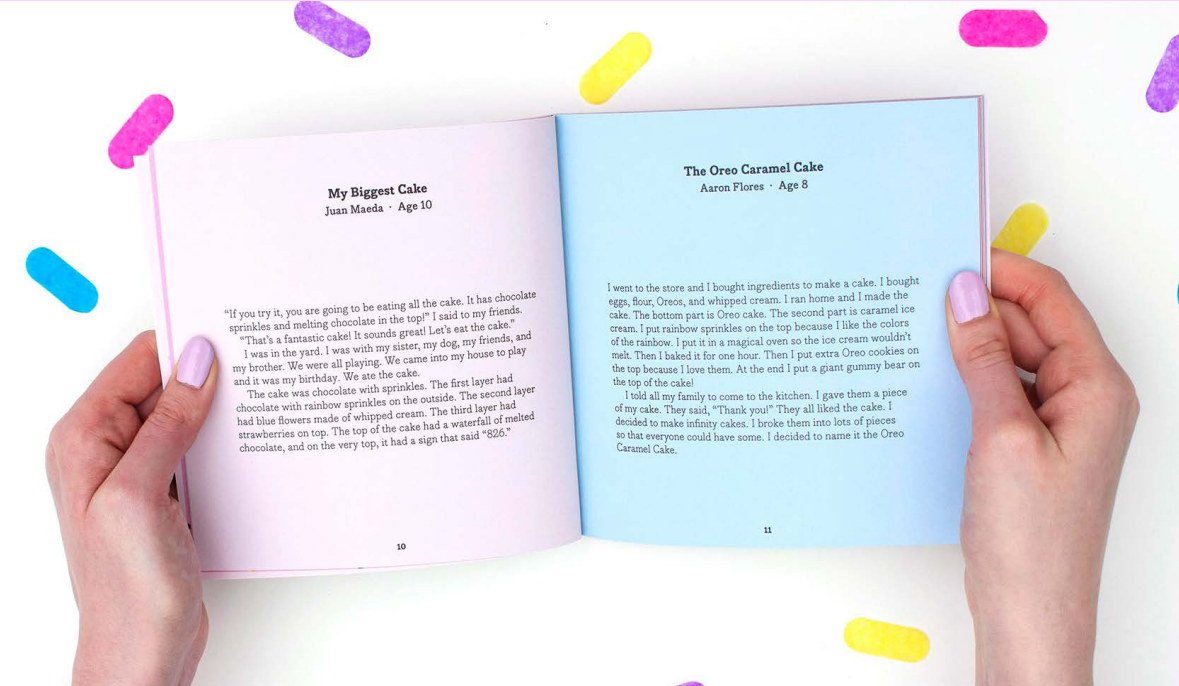 My Biggest Cake
Juan Maeda · Age 10
“If you try it, you are going to be eating all the cake. It has chocolate
sprinkles and melting chocolate in the top!” I said to my friends.
“That’s a fantastic cake! It sounds great! Let’s eat the cake.”
I was in the yard. I was with my sister, my dog, my friends, and
my brother. We were all playing. We came into my house to play
and it was my birthday. We ate the cake.
The cake was chocolate with sprinkles. The first layer had
chocolate with rainbow sprinkles on the outside. The second layer
had blue flowers made of whipped cream. The third layer had
strawberries on top. The top of the cake had a waterfall of melted
chocolate, and on the very top, it had a sign that said “826.”
10
The Oreo Caramel Cake
Aaron Flores · Age 8
I went to the store and I bought ingredients to make a cake. I bought
eggs, flour, Oreos, and whipped cream. I ran home and I made the
cake. The bottom part is Oreo cake. The second part is caramel ice
cream. I put rainbow sprinkles on the top because I like the colors
of the rainbow. I put it in a magical oven so the ice cream wouldn’t
melt. Then I baked it for one hour. Then I put extra Oreo cookies on
the top because I love them. At the end I put a giant gummy bear on
the top of the cake!
I told all my family to come to the kitchen. I gave them a piece
of my cake. They said, “Thank you!” They all liked the cake. I
decided to make infinity cakes. I broke them into lots of pieces
so that everyone could have some. I decided to name it the Oreo
Caramel Cake.
11